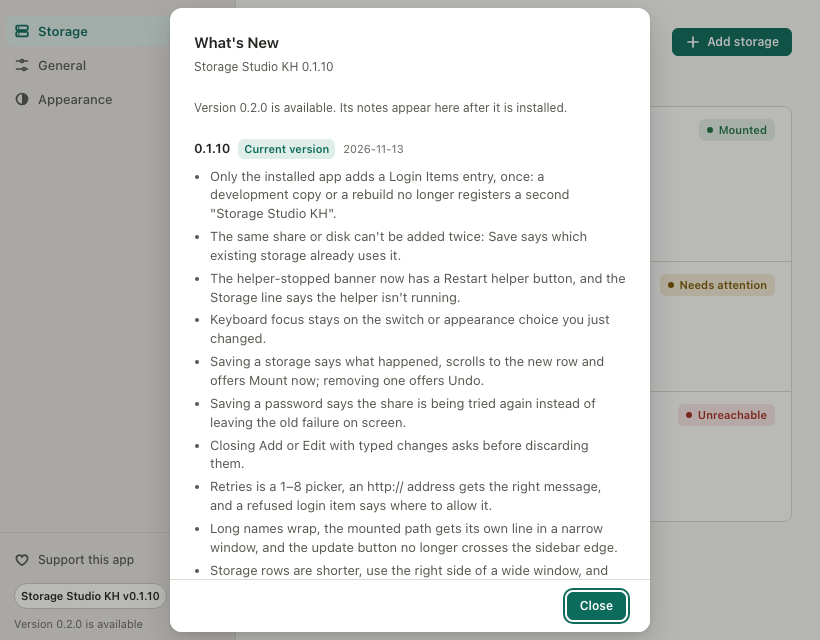 Storage
General
Appearance
Add storage
Mounted
Needs attention
Unreachable
What's New
Storage Studio KH 0.1.10
Version 0.2.0 is available. Its notes appear here after it is installed.
0.1.10 Current version 2026-11-13
• Only the installed app adds a Login Items entry, once: a
development copy or a rebuild no longer registers a second
"Storage Studio KH".
• The same share or disk can't be added twice: Save says which
existing storage already uses it.
• The helper-stopped banner now has a Restart helper button, and the
Storage line says the helper isn't running.
• Keyboard focus stays on the switch or appearance choice you just
changed.
• Saving a storage says what happened, scrolls to the new row and
offers Mount now; removing one offers Undo.
• Saving a password says the share is being tried again instead of
leaving the old failure on screen.
• Closing Add or Edit with typed changes asks before discarding
them.
• Retries is a 1–8 picker, an http:// address gets the right message,
and a refused login item says where to allow it.
• Long names wrap, the mounted path gets its own line in a narrow
window, and the update button no longer crosses the sidebar edge.
• Storage rows are shorter, use the right side of a wide window, and
Close
Support this app
Storage Studio KH v0.1.10
Version 0.2.0 is available